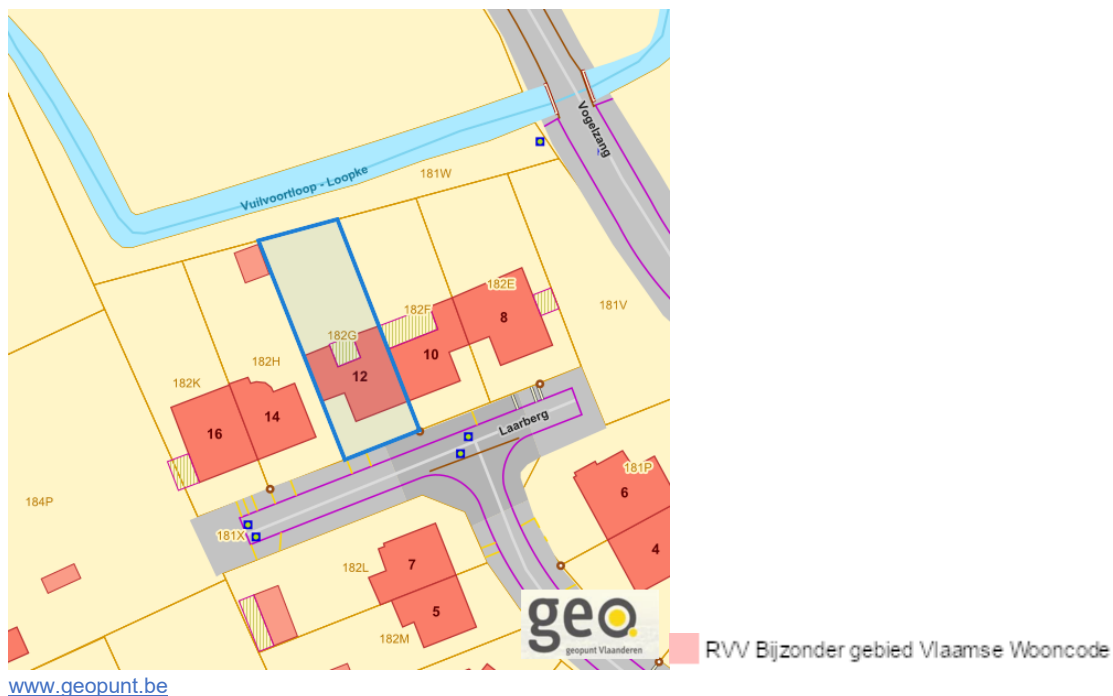 Vogelzang
181W
Vuilvoortloop - Loopke
182E
182F
181V
8
182G
10
182H
12
182K
14
16
Laarberg
181P
6
184P
181X
4
7
182L
5
182M
geo.
geopunt Vlaanderen
RVV Bijzonder gebied Vlaamse Wooncode
www.geopunt.be